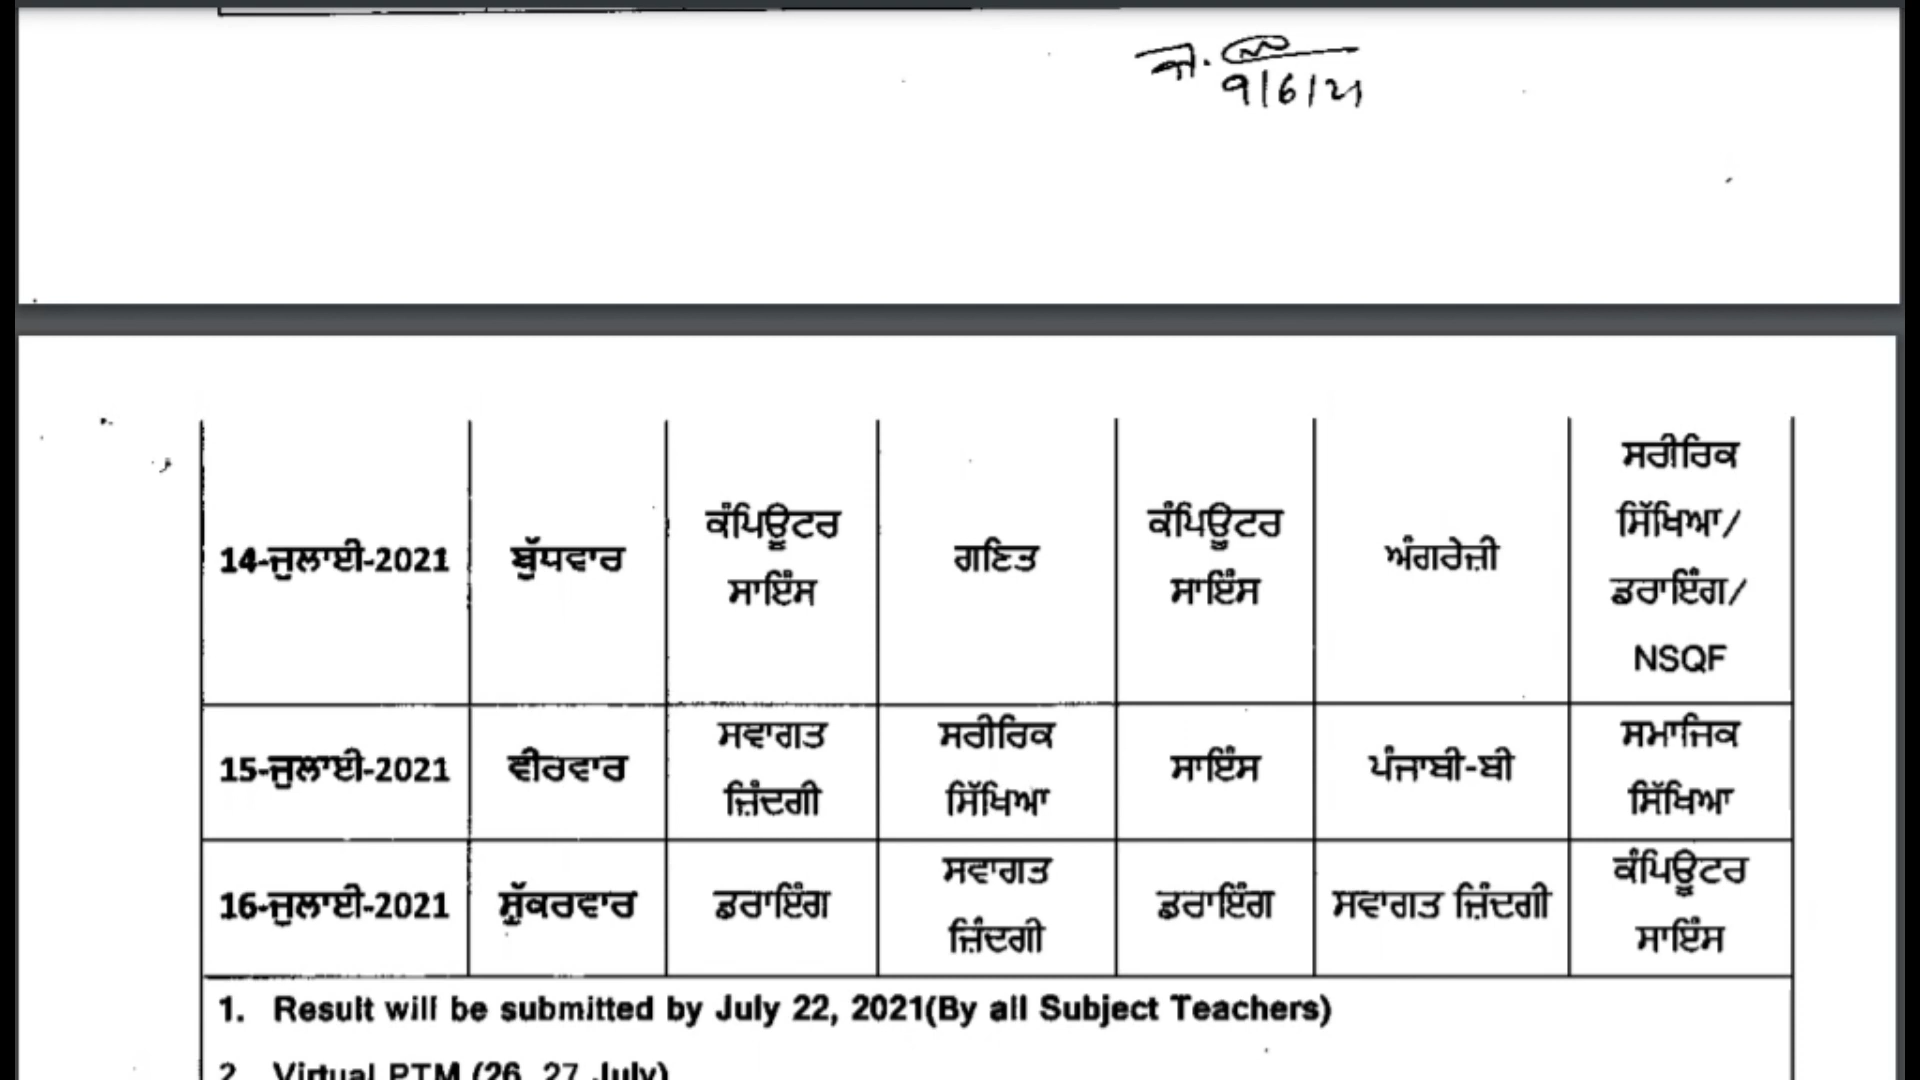 9/6/21
ਸਰੀਰਿਕ
ਸਿੱਖਿਆ/
ਡਰਾਇੰਗ/
NSQF
14-ਜੁਲਾਈ-2021 ਬੁੱਧਵਾਰ ਕੰਪਿਊਟਰ ਸਾਇੰਸ ਗਣਿਤ ਕੰਪਿਊਟਰ ਸਾਇੰਸ ਅੰਗਰੇਜ਼ੀ
15-ਜੁਲਾਈ-2021 ਵੀਰਵਾਰ ਸਵਾਗਤ ਜ਼ਿੰਦਗੀ ਸਰੀਰਿਕ ਸਿੱਖਿਆ ਸਾਇੰਸ ਪੰਜਾਬੀ-ਬੀ ਸਮਾਜਿਕ ਸਿੱਖਿਆ
16-ਜੁਲਾਈ-2021 ਸ਼ੁੱਕਰਵਾਰ ਡਰਾਇੰਗ ਸਵਾਗਤ ਜ਼ਿੰਦਗੀ ਡਰਾਇੰਗ ਸਵਾਗਤ ਜ਼ਿੰਦਗੀ ਕੰਪਿਊਟਰ ਸਾਇੰਸ
1. Result will be submitted by July 22, 2021(By all Subject Teachers)
2. Virtual PTM (26, 27 July)